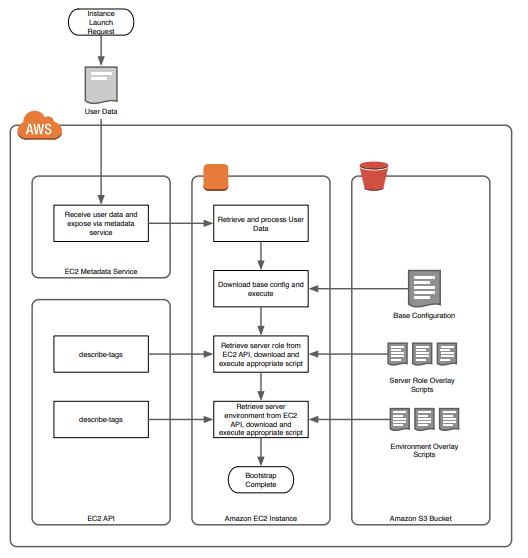 Instance
Launch
Request
User Data
AWS
Receive user data and
expose via metadata
service
EC2 Metadata Service
Retrieve and process User
Data
Download base config and
execute
Base Configuration
describe-tags
Retrieve server role from
EC2 API, download and
execute appropriate script
Server Role Overlay
Scripts
describe-tags
Retrieve server
environment from EC2
API, download and
execute appropriate script
Environment Overlay
Scripts
Bootstrap
Complete
EC2 API
Amazon EC2 Instance
Amazon S3 Bucket